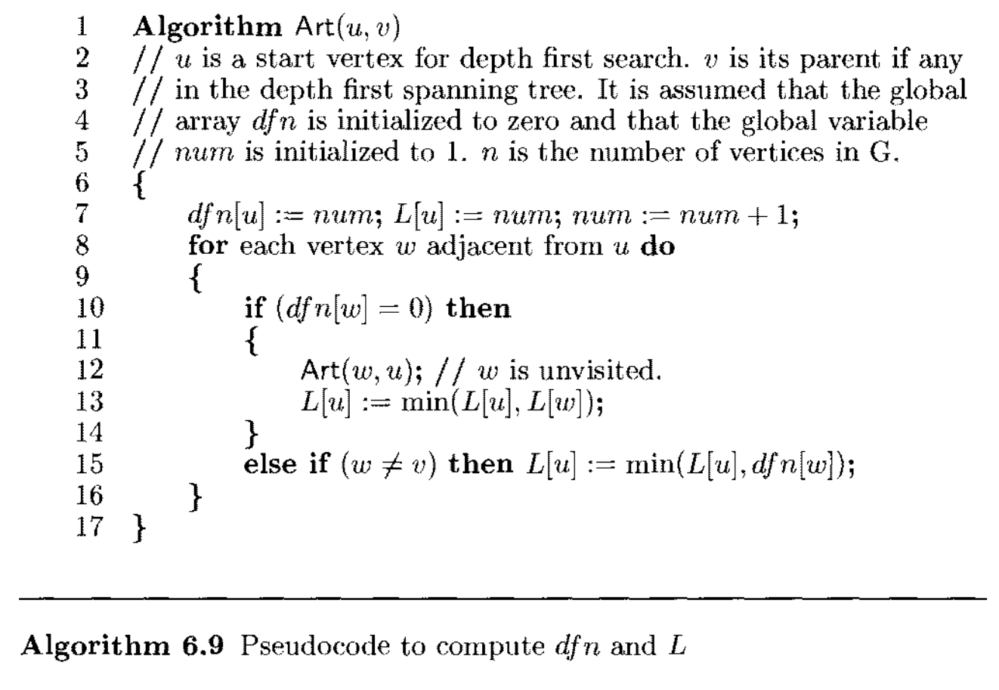 1 Algorithm Art(u, v)
2 // u is a start vertex for depth first search. v is its parent if any
3 // in the depth first spanning tree. It is assumed that the global
4 // array dfn is initialized to zero and that the global variable
5 // num is initialized to 1. n is the number of vertices in G.
6 {
7 dfn[u] := num; L[u] := num; num := num + 1;
8 for each vertex w adjacent from u do
9 {
10 if (dfn[w] = 0) then
11 {
12 Art(w, u); // w is unvisited.
13 L[u] := min(L[u], L[w]);
14 }
15 else if (w ≠ v) then L[u] := min(L[u], dfn[w]);
16 }
17 }
Algorithm 6.9 Pseudocode to compute dfn and L